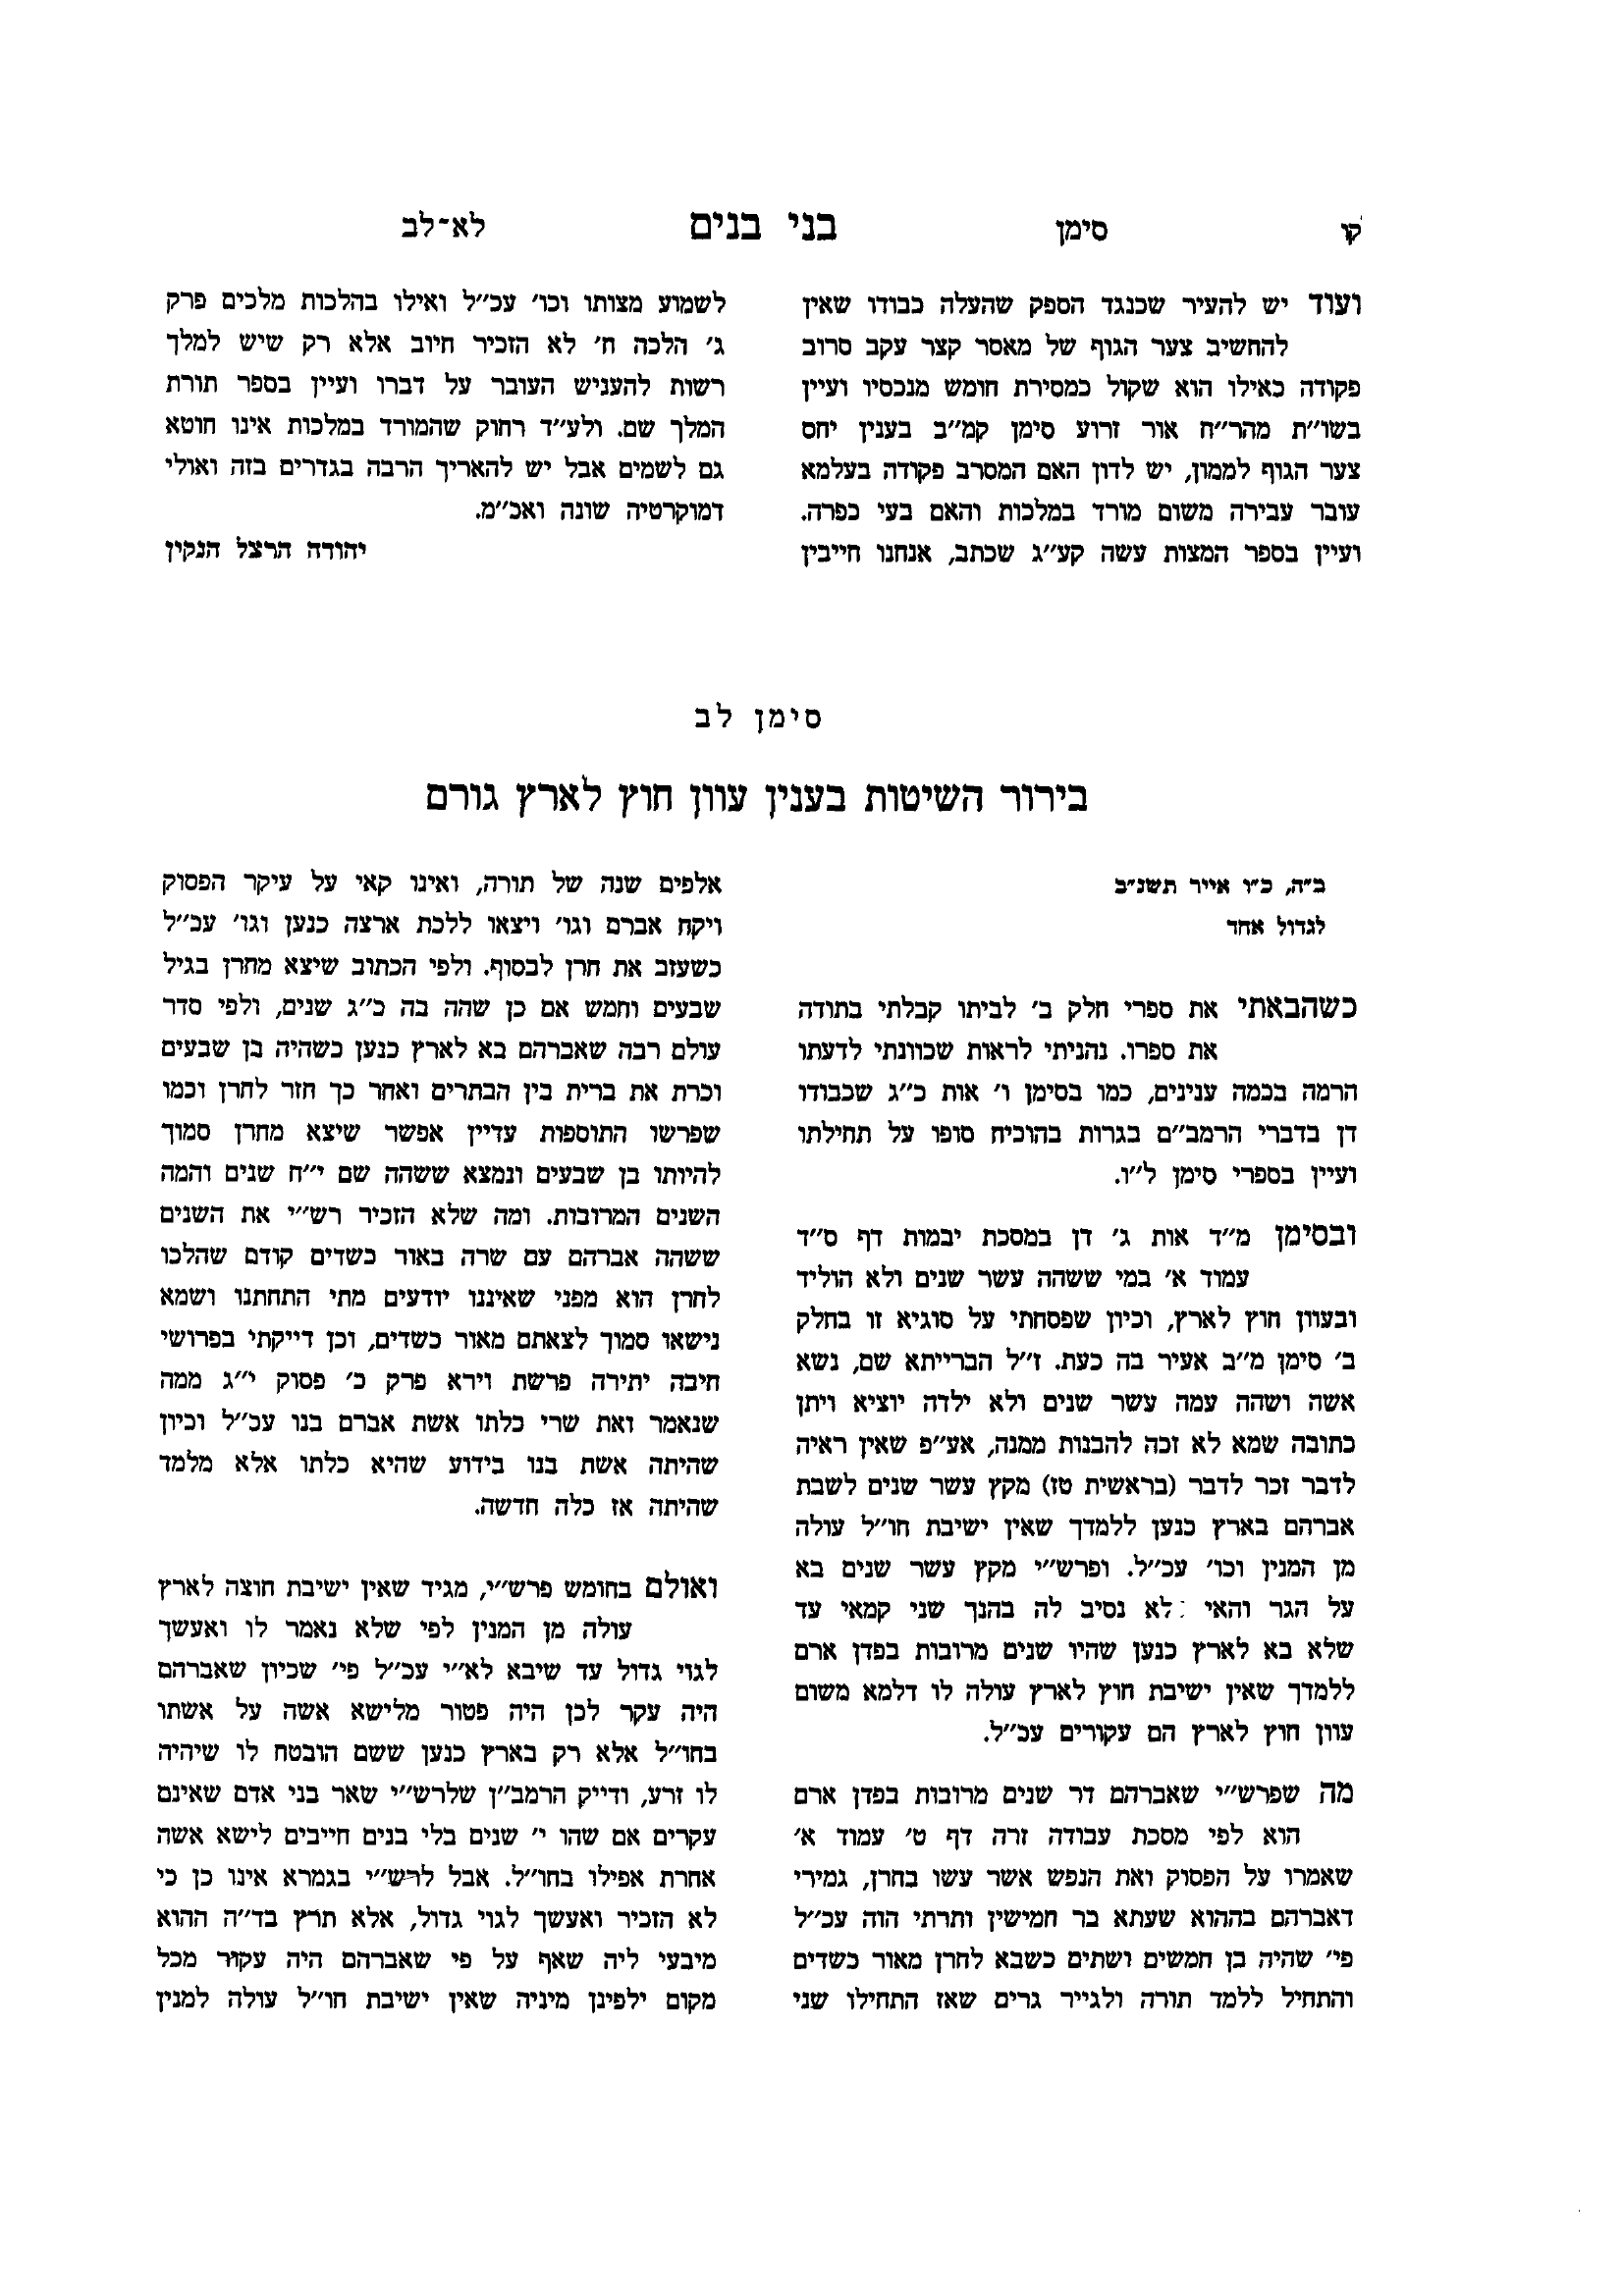 קו סימן בני בנים לא־לב
ועוד יש להעיר שכנגד הספק שהעלה כבודו שאין
להחשיב צער הגוף של מאסר קצר עקב סרוב
פקודה כאילו הוא שקול כמסירת חומש מנכסיו ועיין
בשו״ת מהר״ח אור זרוע סימן קמ״ב בענין יחס
צער הגוף לממון, יש לדון האם המסרב פקודה בעלמא
עובר עבירה משום מורד במלכות והאם בעי כפרה.
ועיין בספר המצות עשה קע״ג שכתב, אנחנו חייבין
לשמוע מצותו וכו׳ עכ״ל ואילו בהלכות מלכים פרק
ג׳ הלכה ח׳ לא הזכיר חיוב אלא רק שיש למלך
רשות להעניש העובר על דברו ועיין בספר תורת
המלך שם. ולע״ד רחוק שהמורד במלכות אינו חוטא
גם לשמים אבל יש להאריך הרבה בגדרים בזה ואולי
דמוקרטיה שונה ואכ״מ.
יהודה הרצל הנקין
סימן לב
בירור השיטות בענין עוון חוץ לארץ גורם
ב״ה, כ״ו אייר תשנ״ב
לגדול אחד
כשהבאתי את ספרי חלק ב׳ לביתו קבלתי בתודה
את ספרו. נהניתי לראות שכוונתי לדעתו
הרמה בכמה ענינים, כמו בסימן ו׳ אות כ״ג שכבודו
דן בדברי הרמב״ם בגרות בהוכיח סופו על תחילתו
ועיין בספרי סימן ל״ו.
ובסימן מ״ד אות ג׳ דן במסכת יבמות דף ס״ד
עמוד א׳ במי ששהה עשר שנים ולא הוליד
ובעוון חוץ לארץ, וכיון שפסחתי על סוגיא זו בחלק
ב׳ סימן מ״ב אעיר בה כעת. ז״ל הברייתא שם, נשא
אשה ושהה עמה עשר שנים ולא ילדה יוציא ויתן
כתובה שמא לא זכה להבנות ממנה, אע״פ שאין ראיה
לדבר זכר לדבר (בראשית טז) מקץ עשר שנים לשבת
אברהם בארץ כנען ללמדך שאין ישיבת חו״ל עולה
מן המנין וכו׳ עכ״ל. ופרש״י מקץ עשר שנים בא
על הגר והאי לא נסיב לה בהנך שני קמאי עד
שלא בא לארץ כנען שהיו שנים מרובות בפדן ארם
ללמדך שאין ישיבת חוץ לארץ עולה לו דלמא משום
עוון חוץ לארץ הם עקורים עכ״ל.
מה שפרש״י שאברהם דר שנים מרובות בפדן ארם
הוא לפי מסכת עבודה זרה דף ט׳ עמוד א׳
שאמרו על הפסוק ואת הנפש אשר עשו בחרן, גמירי
דאברהם בההוא שעתא בר חמישין ותרתי הוה עכ״ל
פי׳ שהיה בן חמשים ושתים כשבא לחרן מאור כשדים
והתחיל ללמד תורה ולגייר גרים שאז התחילו שני
אלפים שנה של תורה, ואינו קאי על עיקר הפסוק
ויקח אברם וגו׳ ויצאו ללכת ארצה כנען וגו׳ עכ״ל
כשעזב את חרן לבסוף. ולפי הכתוב שיצא מחרן בגיל
שבעים וחמש אם כן שהה בה כ״ג שנים, ולפי סדר
עולם רבה שאברהם בא לארץ כנען כשהיה בן שבעים
וכרת את ברית בין הבתרים ואחר כך חזר לחרן וכמו
שפרשו התוספות עדיין אפשר שיצא מחרן סמוך
להיותו בן שבעים ונמצא ששהה שם י״ח שנים והמה
השנים המרובות. ומה שלא הזכיר רש״י את השנים
ששהה אברהם עם שרה באור כשדים קודם שהלכו
לחרן הוא מפני שאיננו יודעים מתי התחתנו ושמא
נישאו סמוך לצאתם מאור כשדים, וכן דייקתי בפרושי
חיבה יתירה פרשת וירא פרק כ׳ פסוק י״ג ממה
שנאמר ואת שרי כלתו אשת אברם בנו עכ״ל וכיון
שהיתה אשת בנו בידוע שהיא כלתו אלא מלמד
שהיתה אז כלה חדשה.
ואולם בחומש פרש״י, מגיד שאין ישיבת חוצה לארץ
עולה מן המנין לפי שלא נאמר לו ואעשך
לגוי גדול עד שיבא לא״י עכ״ל פי׳ שכיון שאברהם
היה עקר לכן היה פטור מלישא אשה על אשתו
בחו״ל אלא רק בארץ כנען ששם הובטח לו שיהיה
לו זרע, ודייק הרמב״ן שלרש״י שאר בני אדם שאינם
עקרים אם שהו י׳ שנים בלי בנים חייבים לישא אשה
אחרת אפילו בחו״ל. אבל לרש״י בגמרא אינו כן כי
לא הזכיר ואעשך לגוי גדול, אלא תרץ בד״ה ההוא
מיבעי ליה שאף על פי שאברהם היה עקור מכל
מקום ילפינן מיניה שאין ישיבת חו״ל עולה למנין